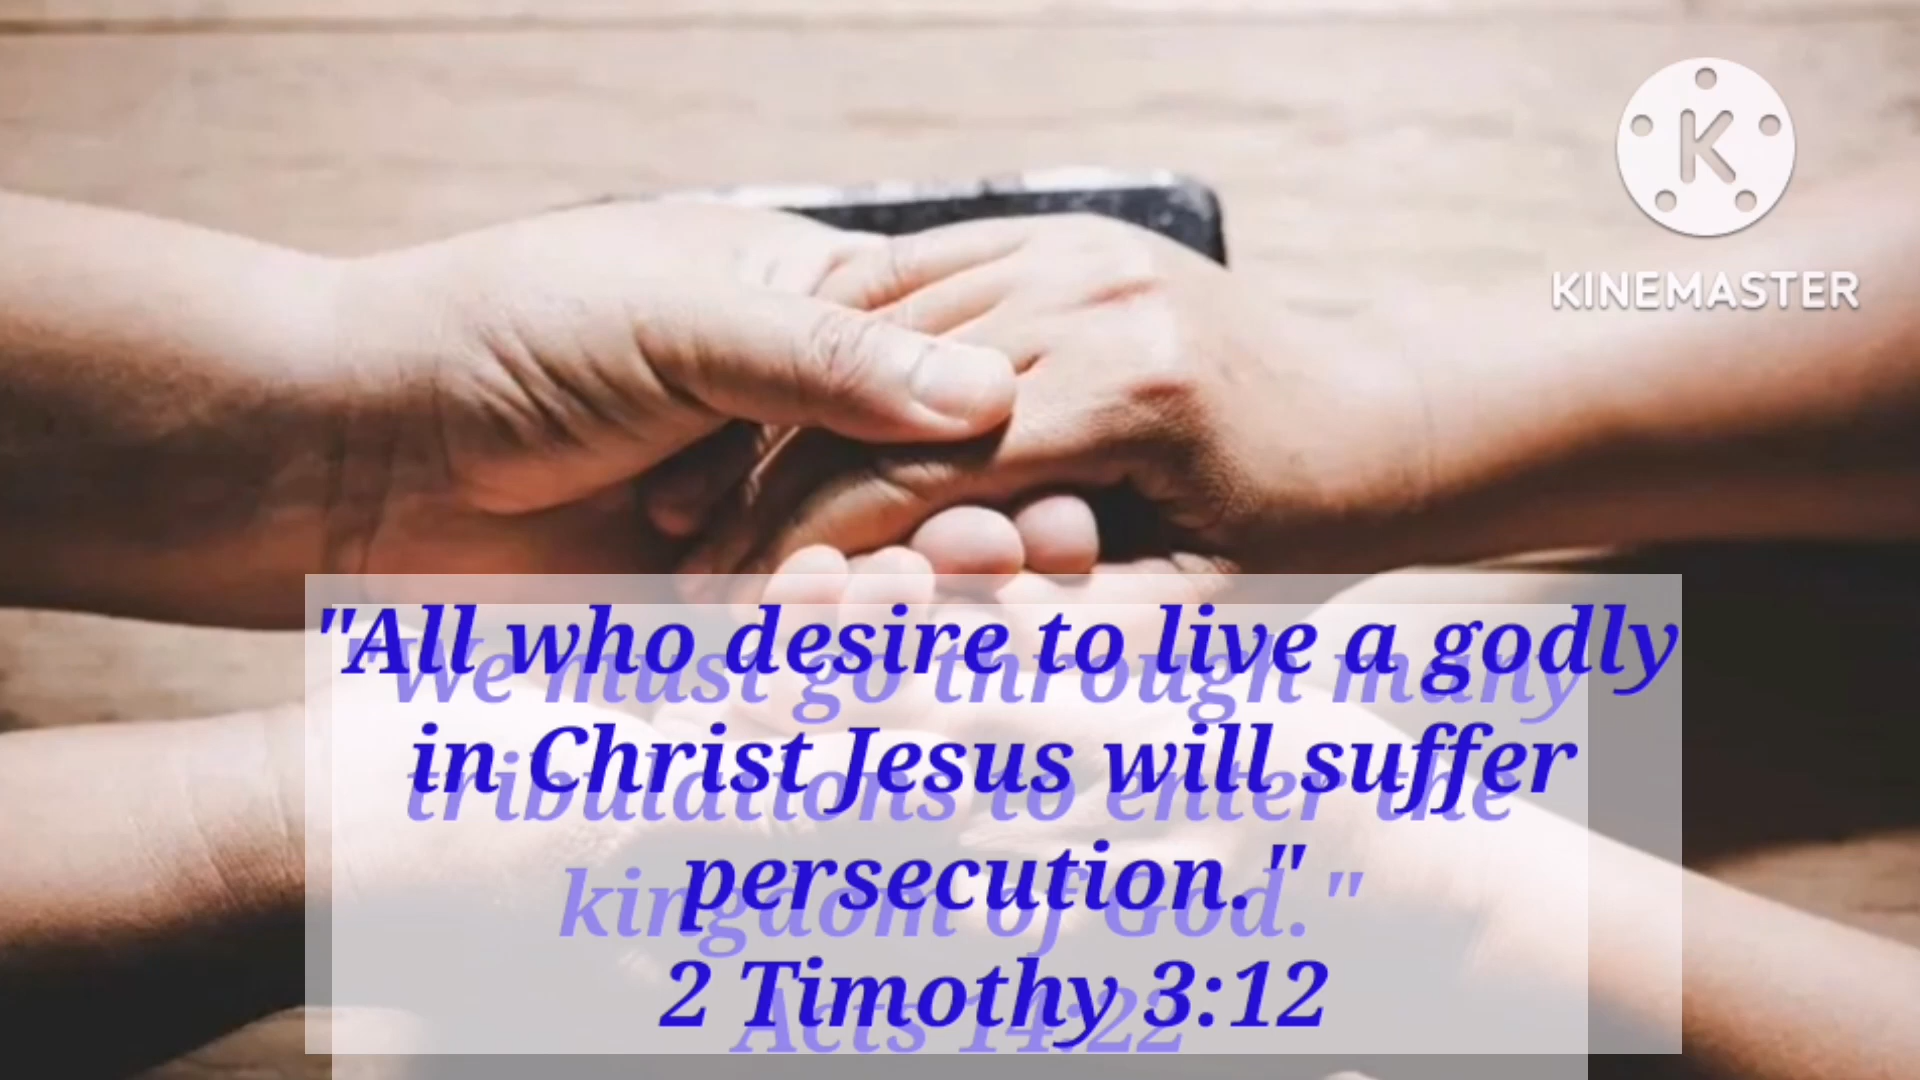 KINEMASTER
"All who desire to live a godly
in Christ Jesus will suffer
persecution."
2 Timothy 3:12
"We must go through many
tribulations to enter the
kingdom of God."
Acts 14:22